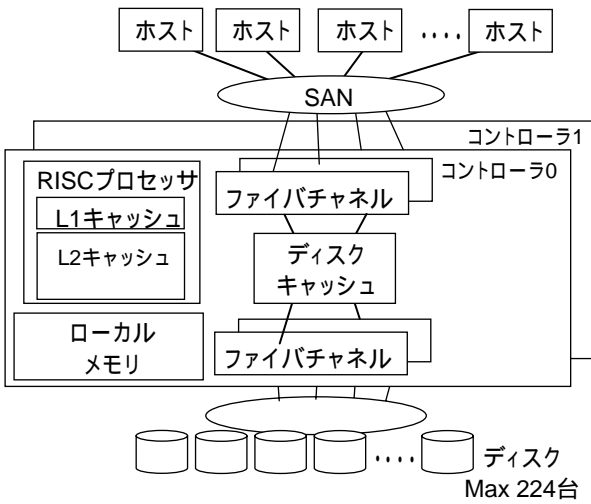 ホスト ホスト ホスト ････ ホスト
SAN
コントローラ1
コントローラ0
RISCプロセッサ
L1キャッシュ
L2キャッシュ
ファイバチャネル
ディスク
キャッシュ
ローカル
メモリ
ファイバチャネル
････ ディスク
Max 224台